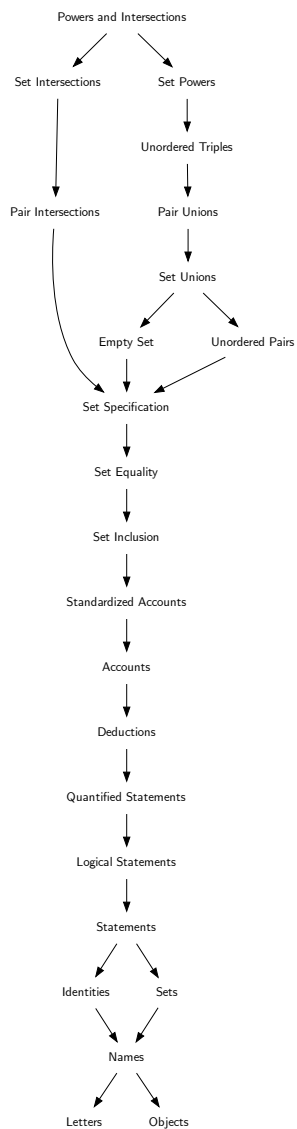 Powers and Intersections
Set Intersections
Set Powers
Unordered Triples
Pair Intersections
Pair Unions
Set Unions
Empty Set
Unordered Pairs
Set Specification
Set Equality
Set Inclusion
Standardized Accounts
Accounts
Deductions
Quantified Statements
Logical Statements
Statements
Identities
Sets
Names
Letters
Objects